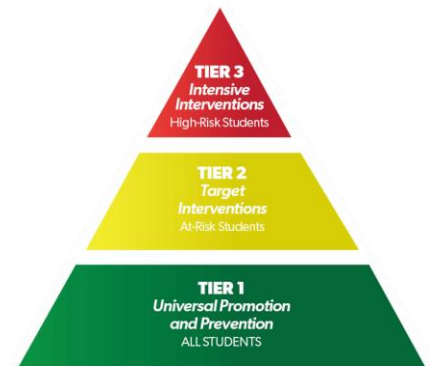 TIER 3
Intensive
Interventions
High-Risk Students
TIER 2
Target
Interventions
At-Risk Students
TIER 1
Universal Promotion
and Prevention
ALL STUDENTS